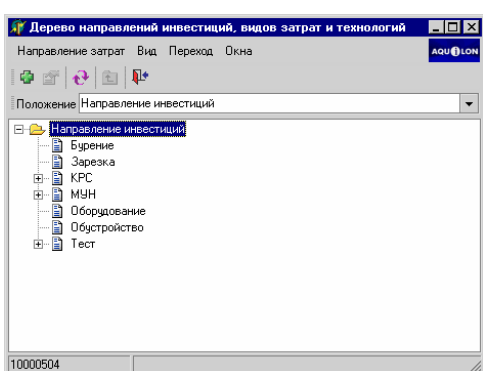 Дерево направлений инвестиций, видов затрат и технологий
Направление затрат Вид Переход Окна
AQUILON
Положение Направление инвестиций
Направление инвестиций
Бурение
Зарезка
КРС
МУН
Оборудование
Обустройство
Тест
10000504